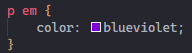 p em {
    color: blueviolet;
}